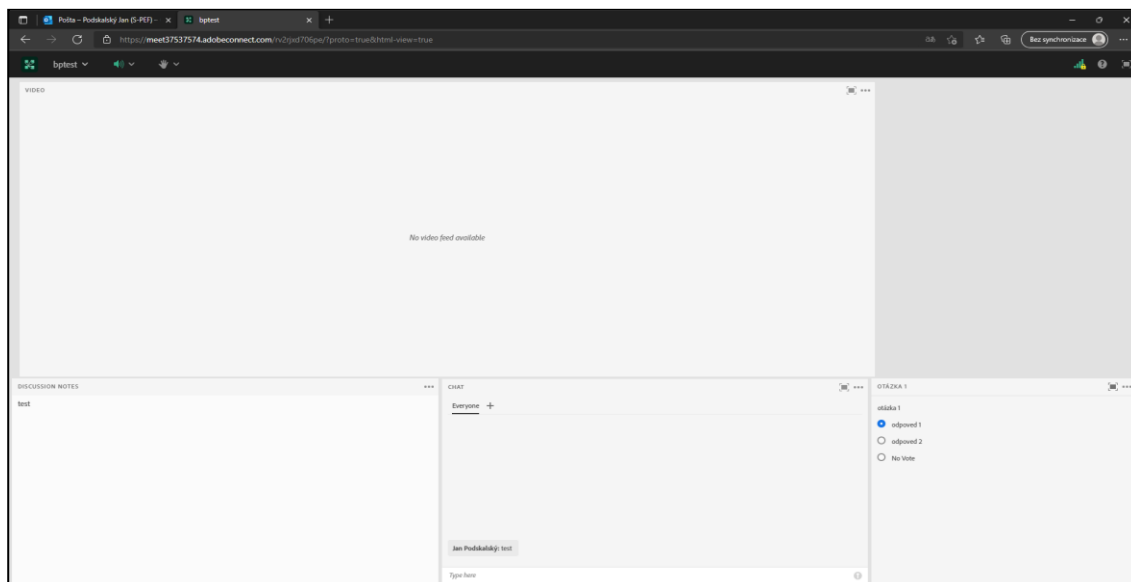 Pošta – Podskalský Jan (S-PEF) –
bptest
https://meet37537574.adobeconnect.com/rv2rjxd706pe/?proto=true&html-view=true
Bez synchronizace
bptest
VIDEO
No video feed available
DISCUSSION NOTES
test
CHAT
Everyone
Jan Podskalský: test
Type here
OTÁZKA 1
otázka 1
odpoved 1
odpoved 2
No Vote